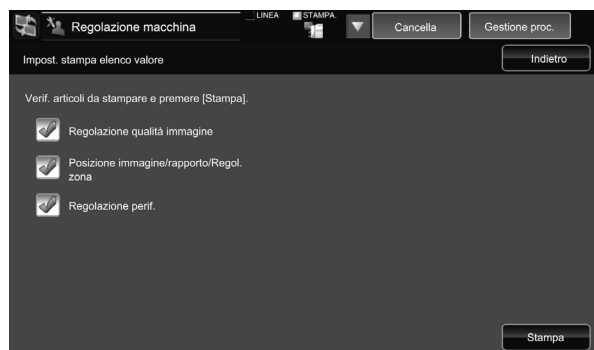 Regolazione macchina
LINEA
STAMPA.
Cancella
Gestione proc.
Impost. stampa elenco valore
Indietro
Verif. articoli da stampare e premere [Stampa].
Regolazione qualità immagine
Posizione immagine/rapporto/Regol.
zona
Regolazione perif.
Stampa